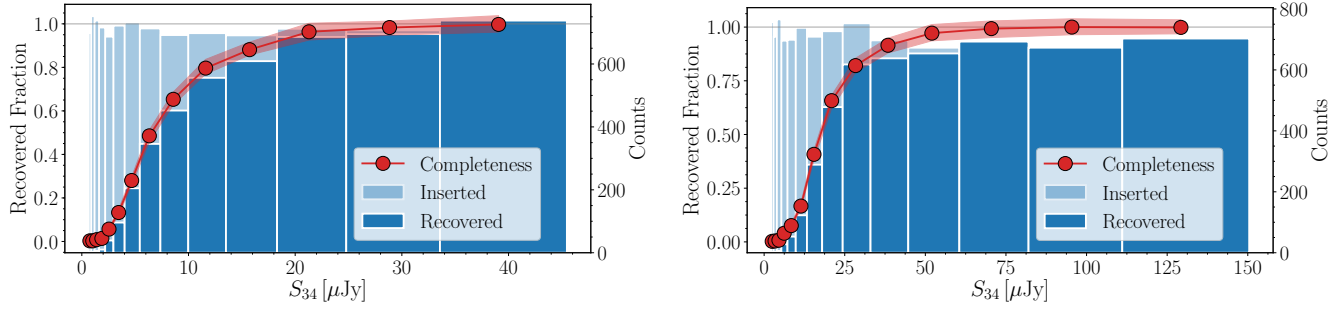 1.0
0.8
0.6
0.4
0.2
0.0
Recovered Fraction
600
400
200
0
Counts
Completeness
Inserted
Recovered
0 10 20 30 40
S₃₄ [μJy]
1.00
0.75
0.50
0.25
0.00
Recovered Fraction
800
600
400
200
0
Counts
Completeness
Inserted
Recovered
0 25 50 75 100 125 150
S₃₄ [μJy]